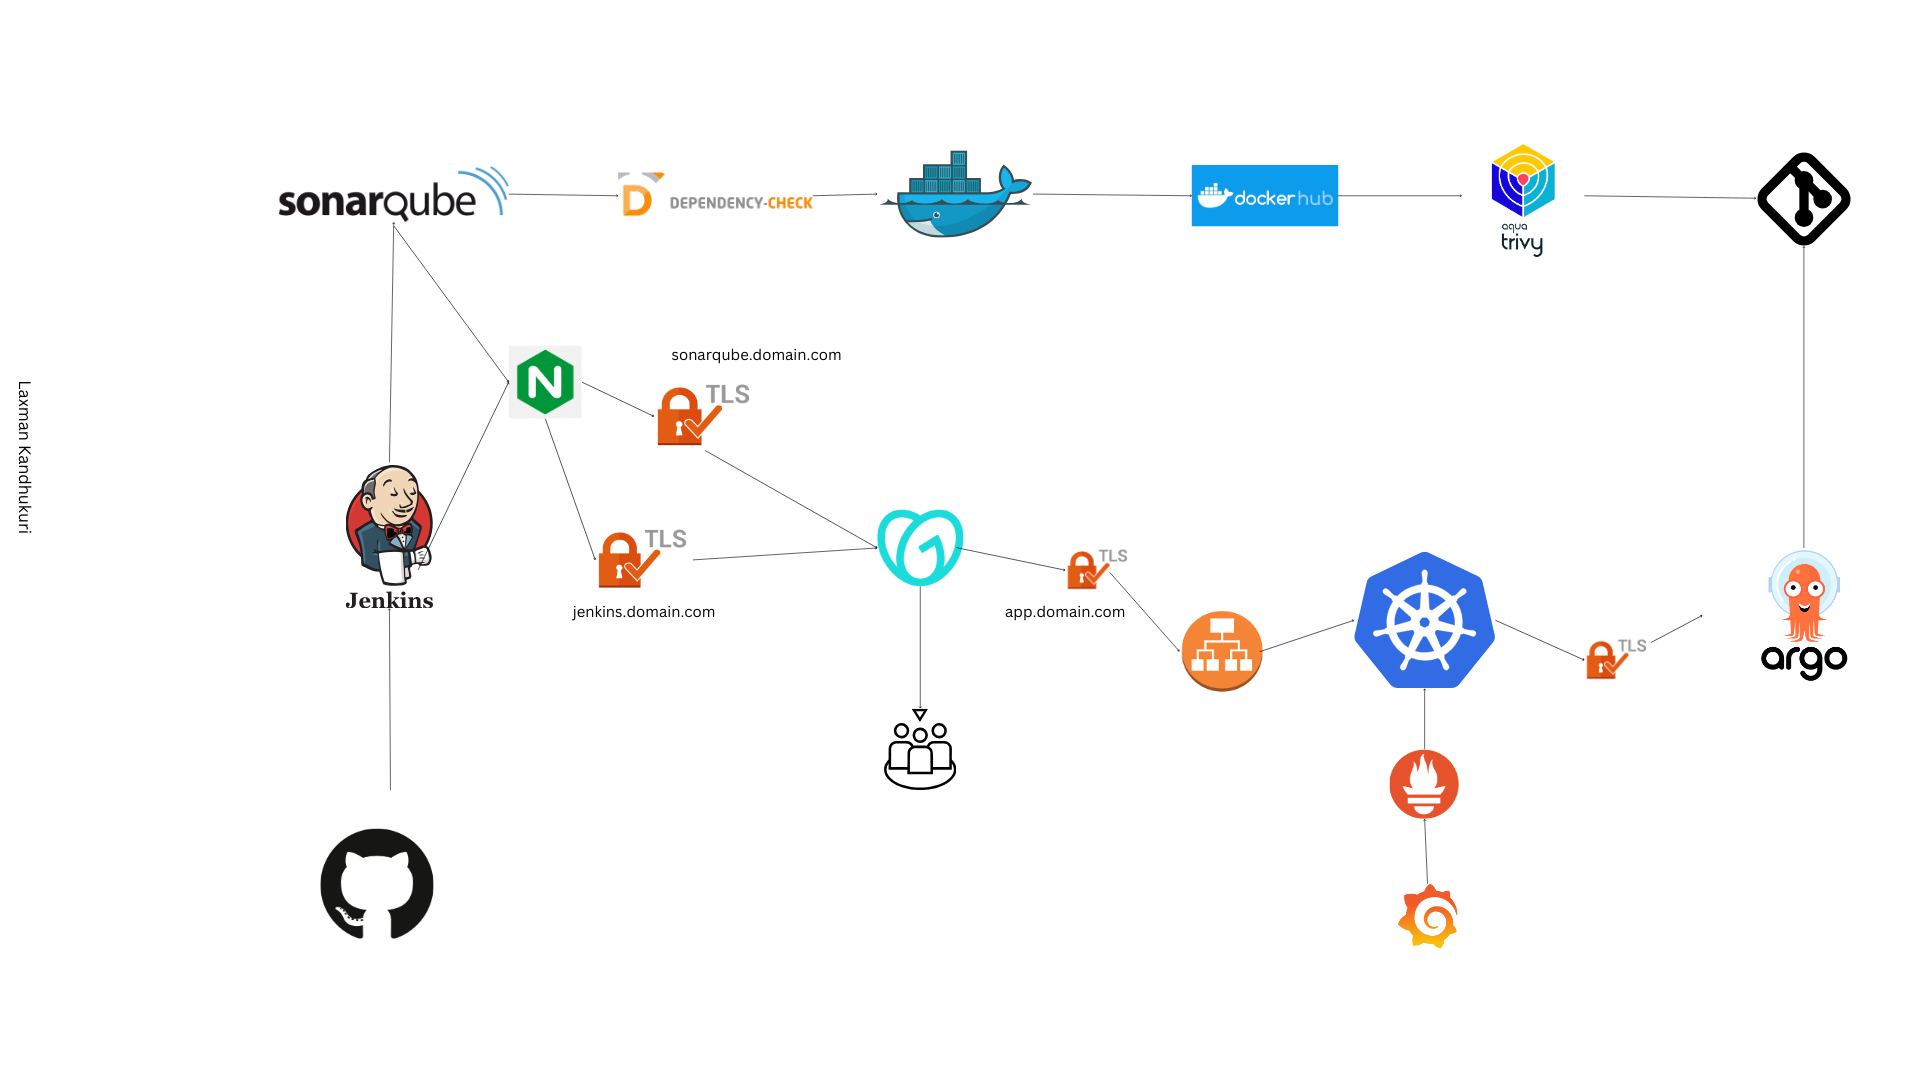 sonarqube
DEPENDENCY-CHECK
docker hub
aqua
trivy
sonarqube.domain.com
TLS
Laxman Kandhukuri
Jenkins
TLS
jenkins.domain.com
TLS
app.domain.com
TLS
argo